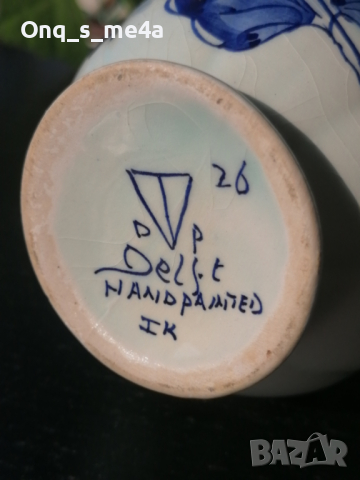 Onq_s_me4a
26
D P
Delft
HANDPAINTED
IK
BAZAR